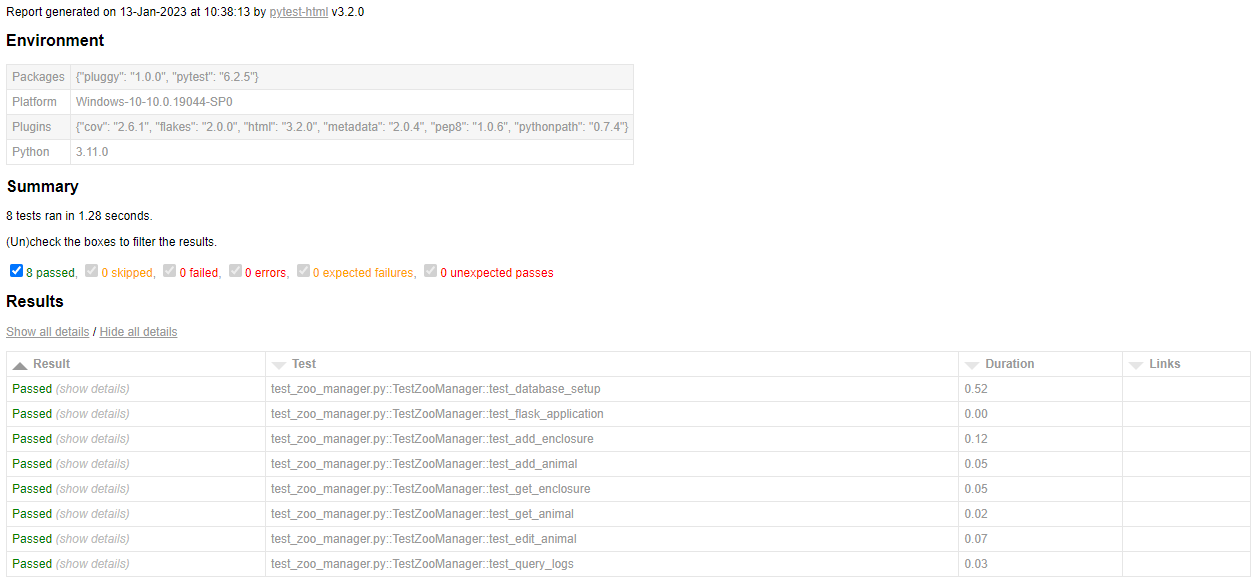 Report generated on 13-Jan-2023 at 10:38:13 by pytest-html v3.2.0
Environment
Packages {"pluggy": "1.0.0", "pytest": "6.2.5"}
Platform Windows-10-10.0.19044-SP0
Plugins {"cov": "2.6.1", "flakes": "2.0.0", "html": "3.2.0", "metadata": "2.0.4", "pep8": "1.0.6", "pythonpath": "0.7.4"}
Python 3.11.0
Summary
8 tests ran in 1.28 seconds.
(Un)check the boxes to filter the results.
8 passed, 0 skipped, 0 failed, 0 errors, 0 expected failures, 0 unexpected passes
Results
Show all details / Hide all details
Result Test Duration Links
Passed (show details) test_zoo_manager.py::TestZooManager::test_database_setup 0.52
Passed (show details) test_zoo_manager.py::TestZooManager::test_flask_application 0.00
Passed (show details) test_zoo_manager.py::TestZooManager::test_add_enclosure 0.12
Passed (show details) test_zoo_manager.py::TestZooManager::test_add_animal 0.05
Passed (show details) test_zoo_manager.py::TestZooManager::test_get_enclosure 0.05
Passed (show details) test_zoo_manager.py::TestZooManager::test_get_animal 0.02
Passed (show details) test_zoo_manager.py::TestZooManager::test_edit_animal 0.07
Passed (show details) test_zoo_manager.py::TestZooManager::test_query_logs 0.03